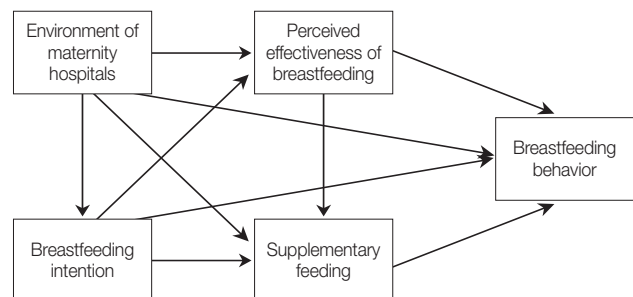 Environment of
maternity
hospitals
Perceived
effectiveness of
breastfeeding
Breastfeeding
behavior
Breastfeeding
intention
Supplementary
feeding